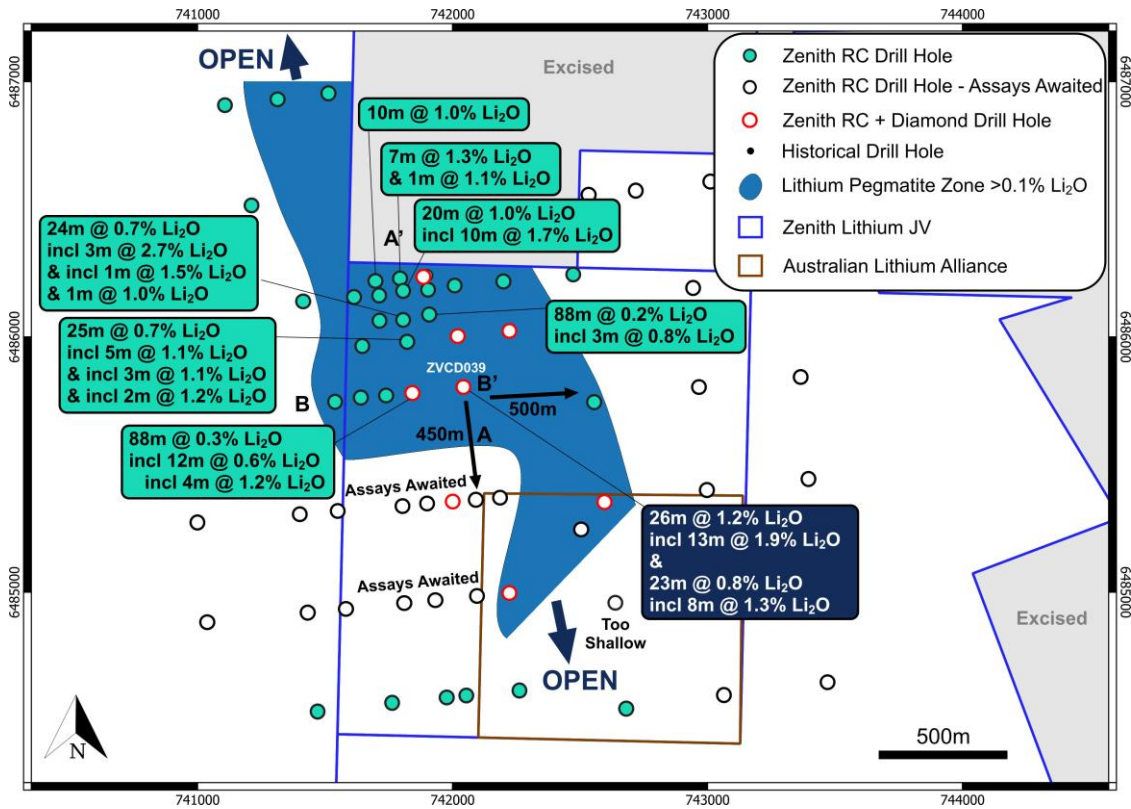 741000
742000
743000
744000
6487000
6486000
6485000
6487000
6486000
6485000
741000
742000
743000
744000
OPEN
Excised
Zenith RC Drill Hole
Zenith RC Drill Hole - Assays Awaited
Zenith RC + Diamond Drill Hole
Historical Drill Hole
Lithium Pegmatite Zone >0.1% Li₂O
Zenith Lithium JV
Australian Lithium Alliance
10m @ 1.0% Li₂O
7m @ 1.3% Li₂O
& 1m @ 1.1% Li₂O
20m @ 1.0% Li₂O
incl 10m @ 1.7% Li₂O
A'
24m @ 0.7% Li₂O
incl 3m @ 2.7% Li₂O
& incl 1m @ 1.5% Li₂O
& 1m @ 1.0% Li₂O
88m @ 0.2% Li₂O
incl 3m @ 0.8% Li₂O
25m @ 0.7% Li₂O
incl 5m @ 1.1% Li₂O
& incl 3m @ 1.1% Li₂O
& incl 2m @ 1.2% Li₂O
ZVCD039
B
B'
500m
450m
A
88m @ 0.3% Li₂O
incl 12m @ 0.6% Li₂O
incl 4m @ 1.2% Li₂O
Assays Awaited
26m @ 1.2% Li₂O
incl 13m @ 1.9% Li₂O
&
23m @ 0.8% Li₂O
incl 8m @ 1.3% Li₂O
Assays Awaited
Too
Shallow
OPEN
Excised
N
500m